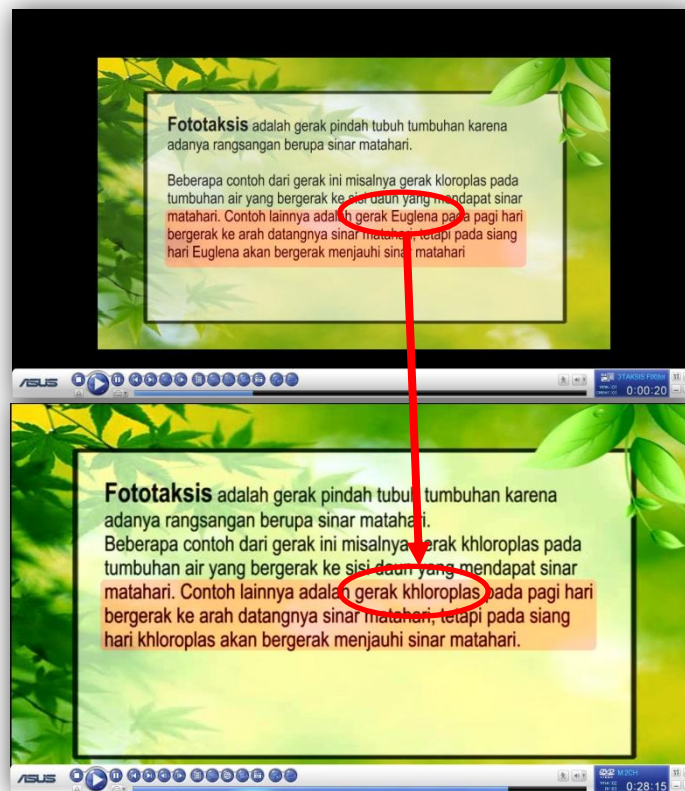 Fototaksis adalah gerak pindah tubuh tumbuhan karena
adanya rangsangan berupa sinar matahari.
Beberapa contoh dari gerak ini misalnya gerak kloroplas pada
tumbuhan air yang bergerak ke sisi daun yang mendapat sinar
matahari. Contoh lainnya adalah gerak Euglena pada pagi hari
bergerak ke arah datangnya sinar matahari, tetapi pada siang
hari Euglena akan bergerak menjauhi sinar matahari
ASUS
0:00:20
Fototaksis adalah gerak pindah tubuh tumbuhan karena
adanya rangsangan berupa sinar matahari.
Beberapa contoh dari gerak ini misalnya gerak khloroplas pada
tumbuhan air yang bergerak ke sisi daun yang mendapat sinar
matahari. Contoh lainnya adalah gerak khloroplas pada pagi hari
bergerak ke arah datangnya sinar matahari, tetapi pada siang
hari khloroplas akan bergerak menjauhi sinar matahari.
ASUS
M2CH
0:28:15